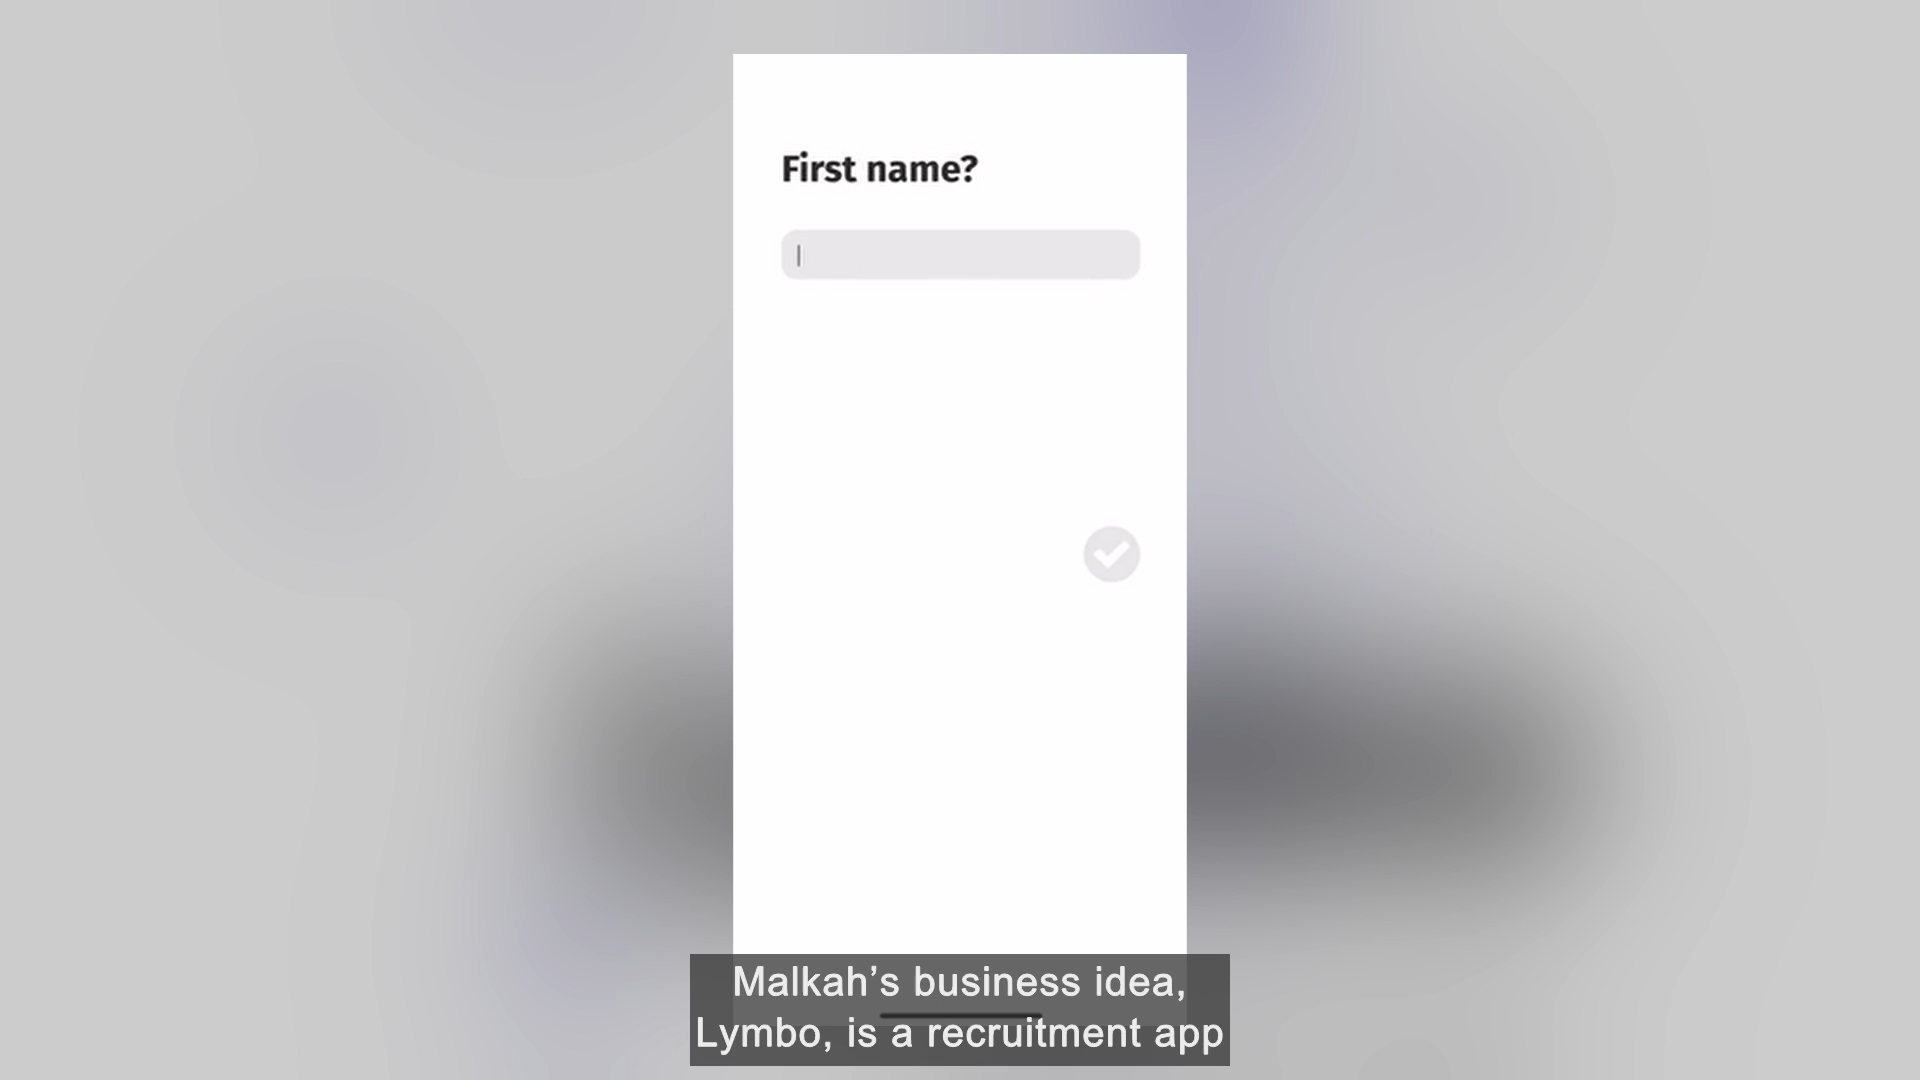 First name?
Malkah’s business idea,
Lymbo, is a recruitment app